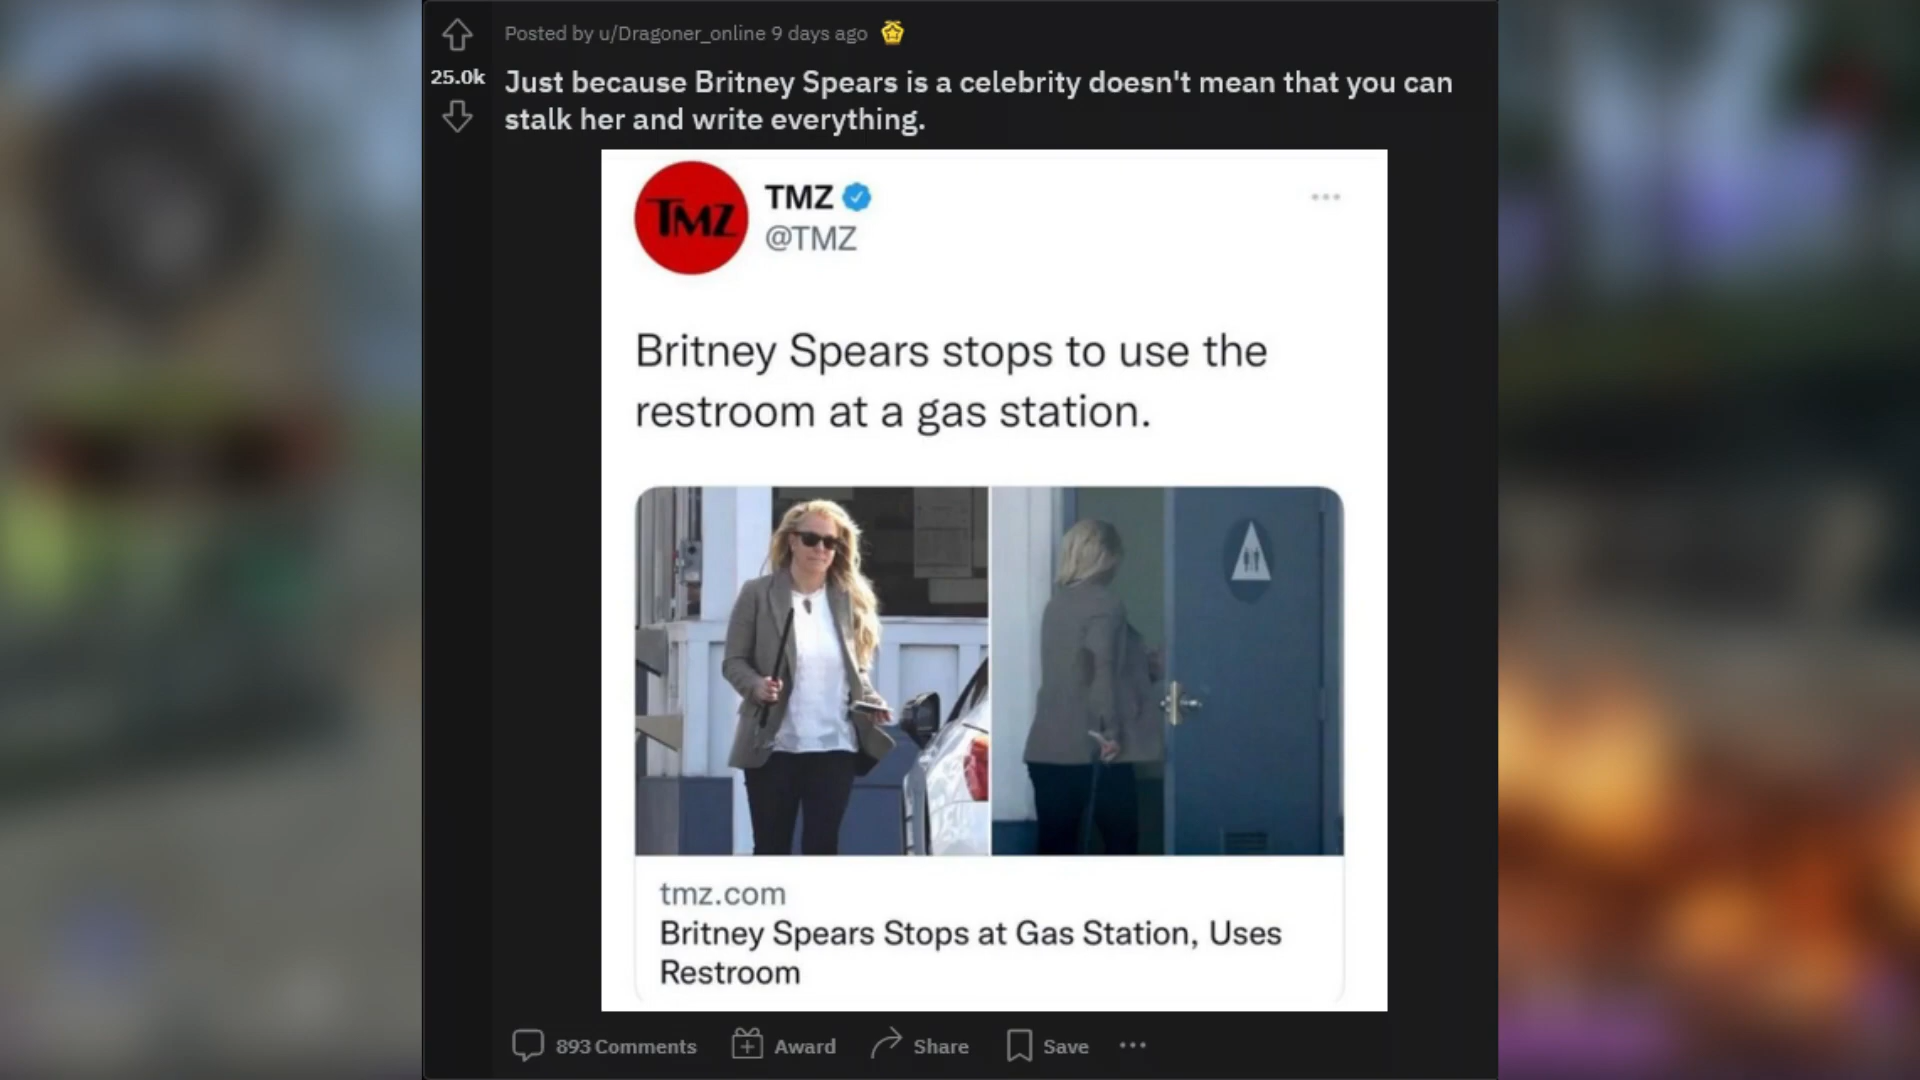 Posted by u/Dragoner_online 9 days ago
25.0k
Just because Britney Spears is a celebrity doesn't mean that you can
stalk her and write everything.
TMZ
TMZ
@TMZ
Britney Spears stops to use the
restroom at a gas station.
tmz.com
Britney Spears Stops at Gas Station, Uses
Restroom
893 Comments
Award
Share
Save